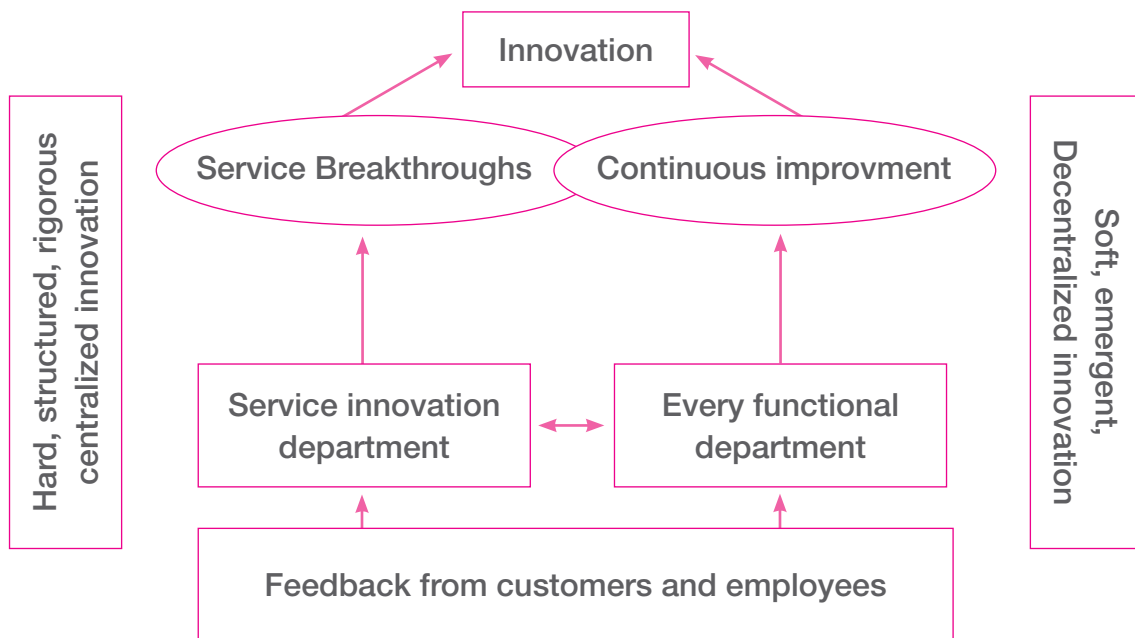 Innovation
Hard, structured, rigorous
centralized innovation
Service Breakthroughs
Continuous improvment
Soft, emergent,
Decentralized innovation
Service innovation
department
Every functional
department
Feedback from customers and employees